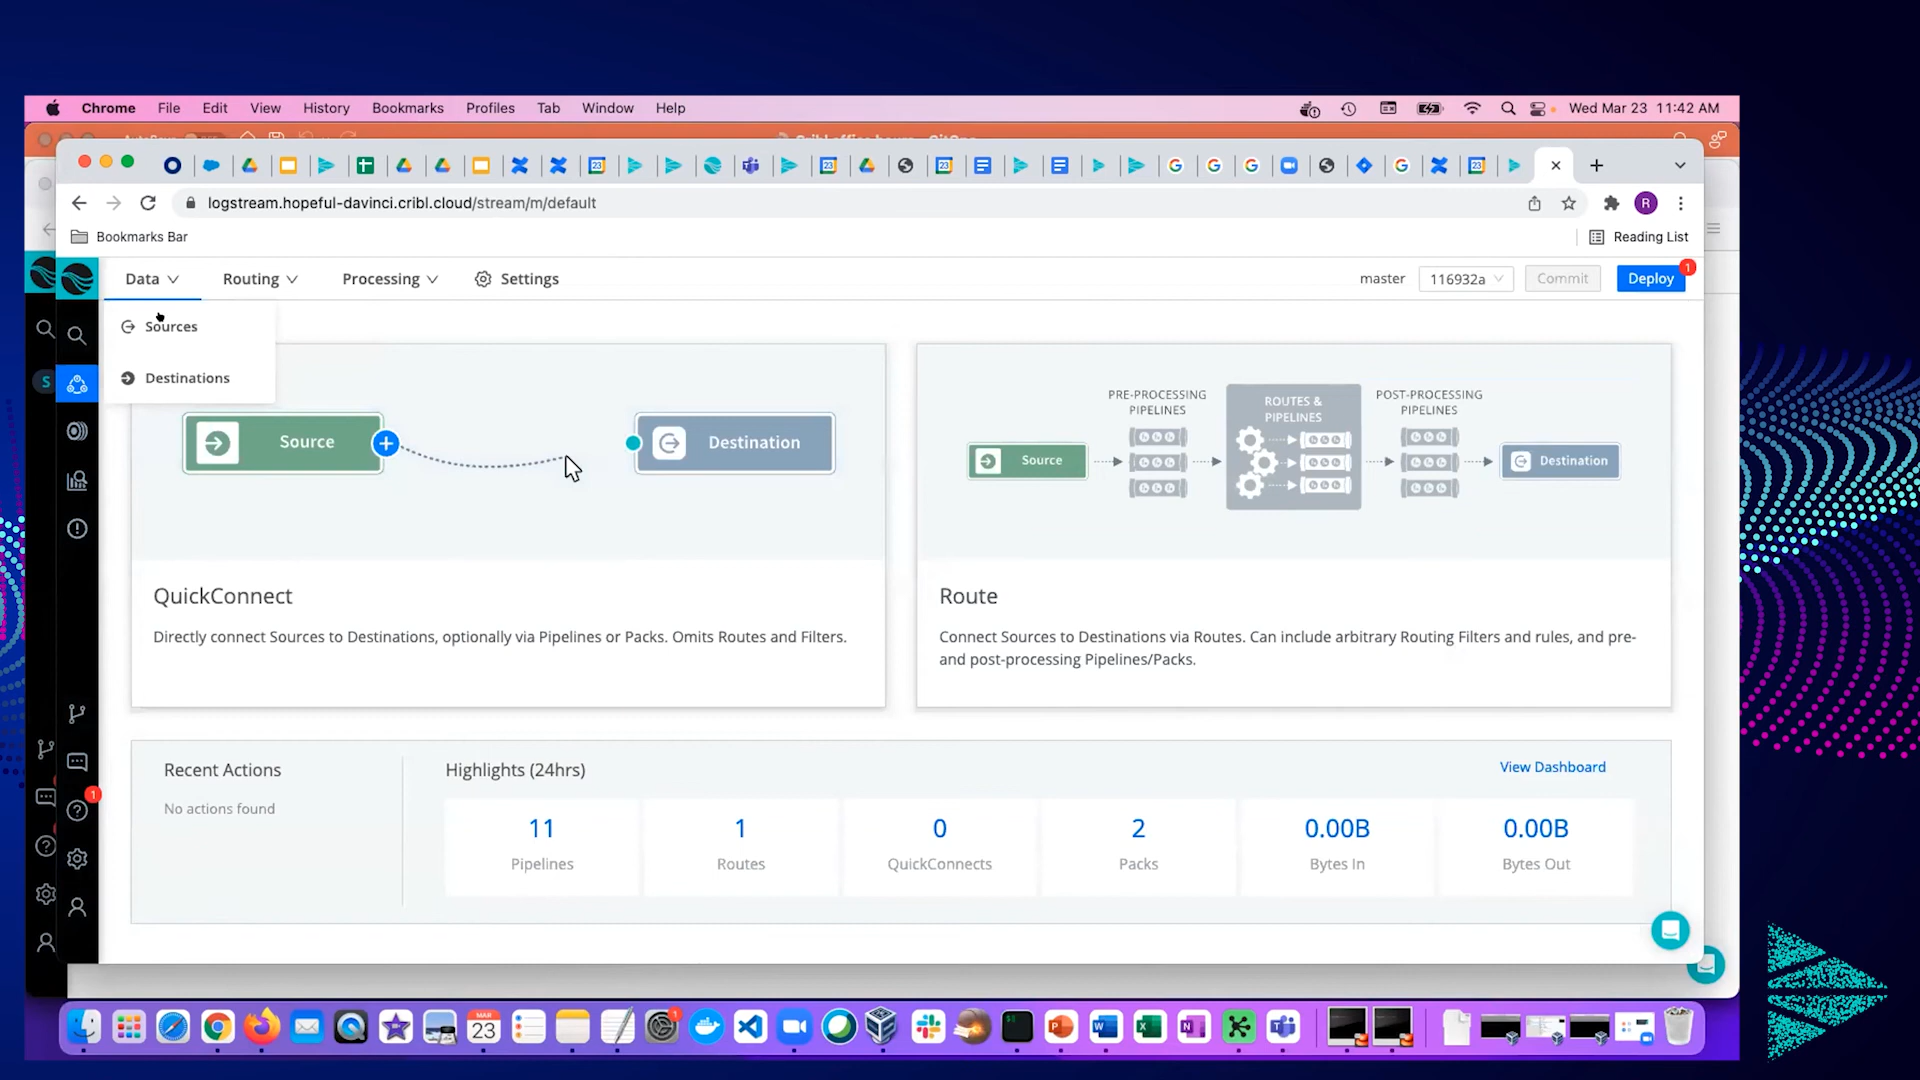 Chrome File Edit View History Bookmarks Profiles Tab Window Help Wed Mar 23 11:42 AM
logstream.hopeful-davinci.cribl.cloud/stream/m/default
R
Bookmarks Bar
Reading List
Data Routing Processing Settings master 116932a Commit Deploy
1
Sources
Destinations
S
Source
Destination
PRE-PROCESSING
PIPELINES
ROUTES &
PIPELINES
POST-PROCESSING
PIPELINES
Source
Destination
QuickConnect
Directly connect Sources to Destinations, optionally via Pipelines or Packs. Omits Routes and Filters.
Route
Connect Sources to Destinations via Routes. Can include arbitrary Routing Filters and rules, and pre-
and post-processing Pipelines/Packs.
Recent Actions
No actions found
Highlights (24hrs)
View Dashboard
11
Pipelines
1
Routes
0
QuickConnects
2
Packs
0.00B
Bytes In
0.00B
Bytes Out
1
MAR
23
1